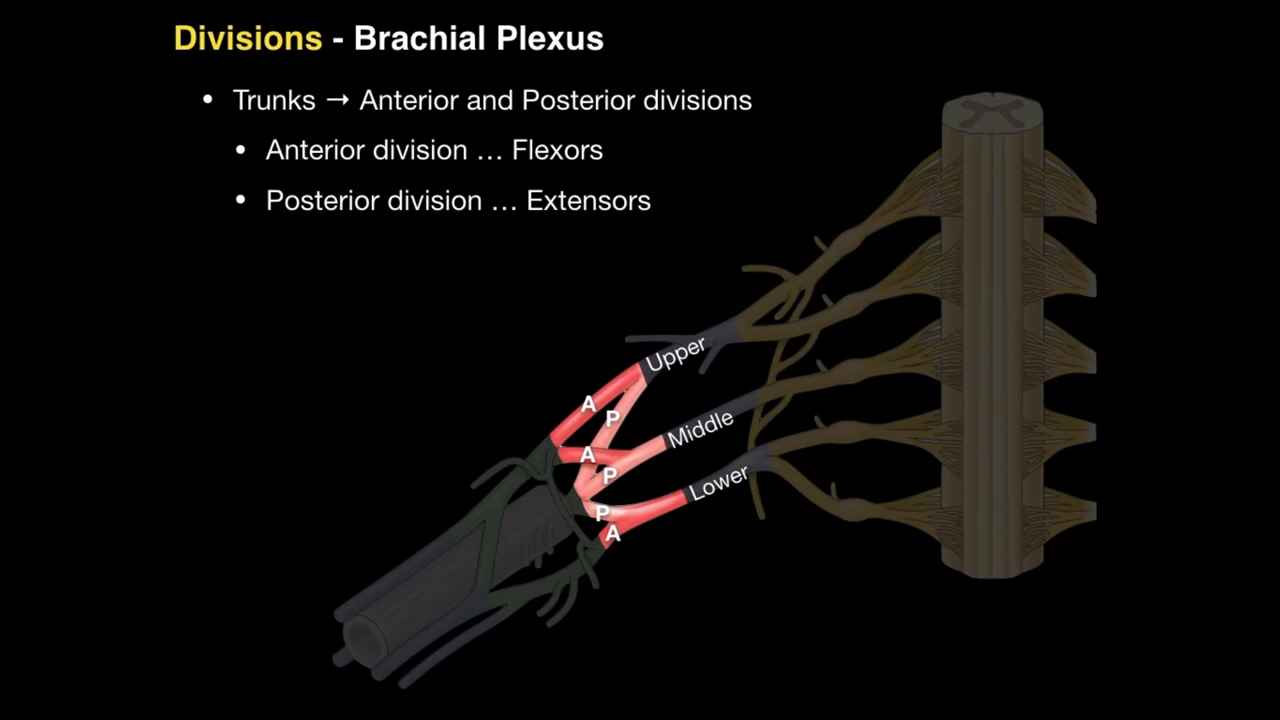 Divisions - Brachial Plexus
• Trunks → Anterior and Posterior divisions
• Anterior division … Flexors
• Posterior division … Extensors
Upper
A
P
Middle
A
P
Lower
P
A